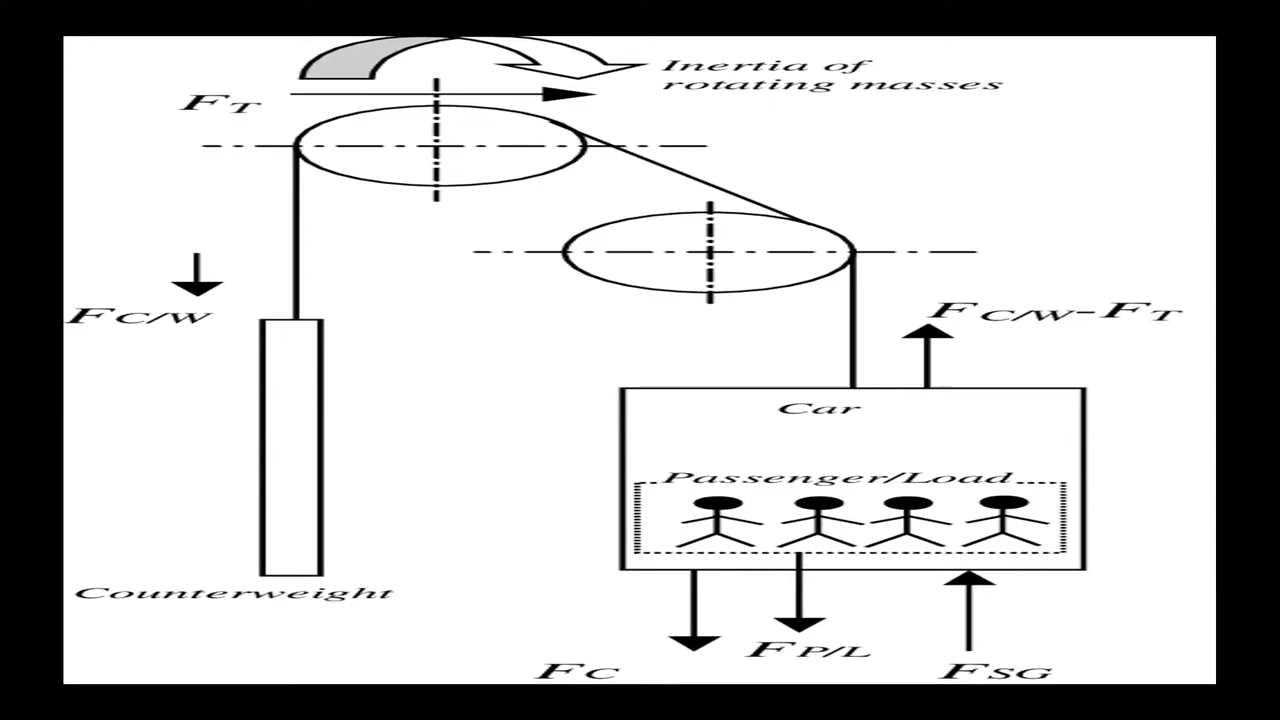 Inertia of
rotating masses
FT
FC/W
FC/W-FT
Car
Passenger/Load
Counterweight
FP/L
FC
FSG